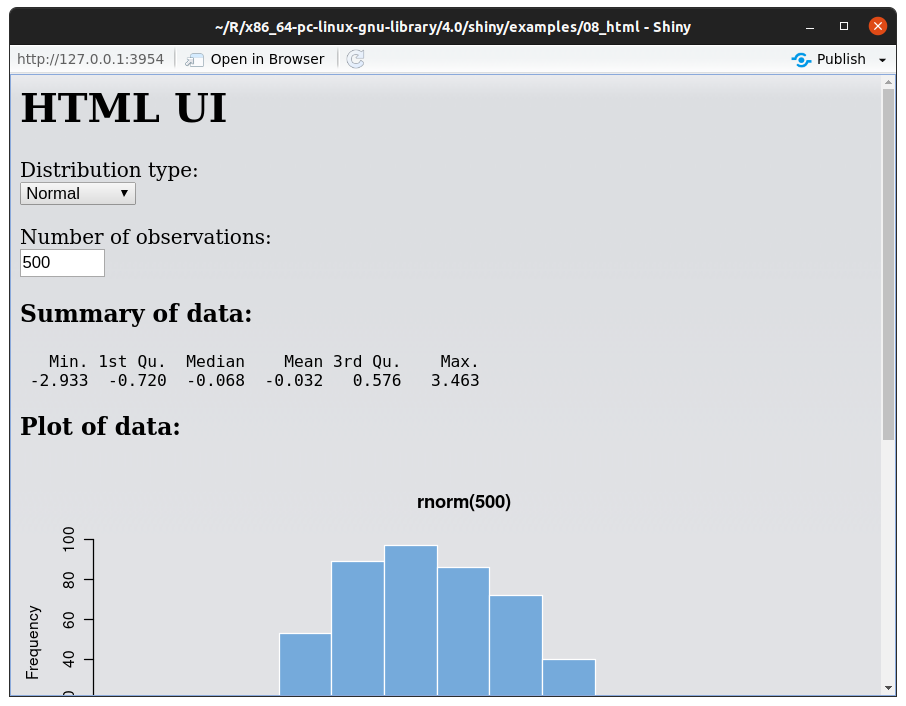 ~/R/x86_64-pc-linux-gnu-library/4.0/shiny/examples/08_html - Shiny
http://127.0.0.1:3954 Open in Browser Publish
HTML UI
Distribution type:
Normal
Number of observations:
500
Summary of data:
Min. 1st Qu. Median Mean 3rd Qu. Max.
-2.933 -0.720 -0.068 -0.032 0.576 3.463
Plot of data:
rnorm(500)
100
80
60
40
Frequency